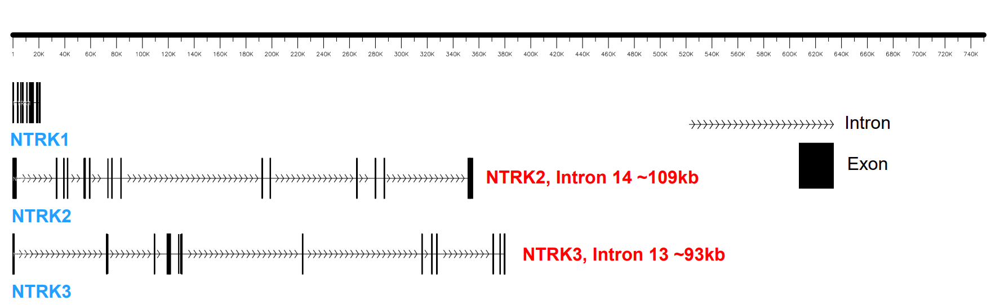 1 20K 40K 60K 80K 100K 120K 140K 160K 180K 200K 220K 240K 260K 280K 300K 320K 340K 360K 380K 400K 420K 440K 460K 480K 500K 520K 540K 560K 580K 600K 620K 640K 660K 680K 700K 720K 740K
NTRK1
Intron
Exon
NTRK2, Intron 14 ~109kb
NTRK2
NTRK3, Intron 13 ~93kb
NTRK3